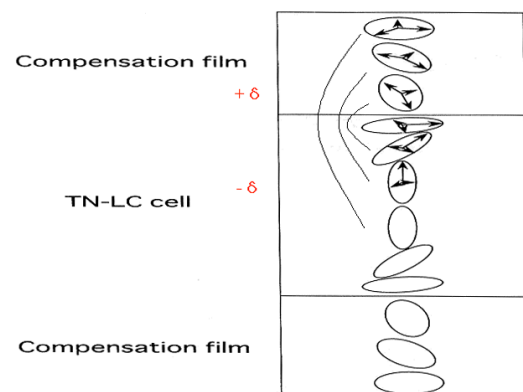 Compensation film
+ δ
- δ
TN-LC cell
Compensation film